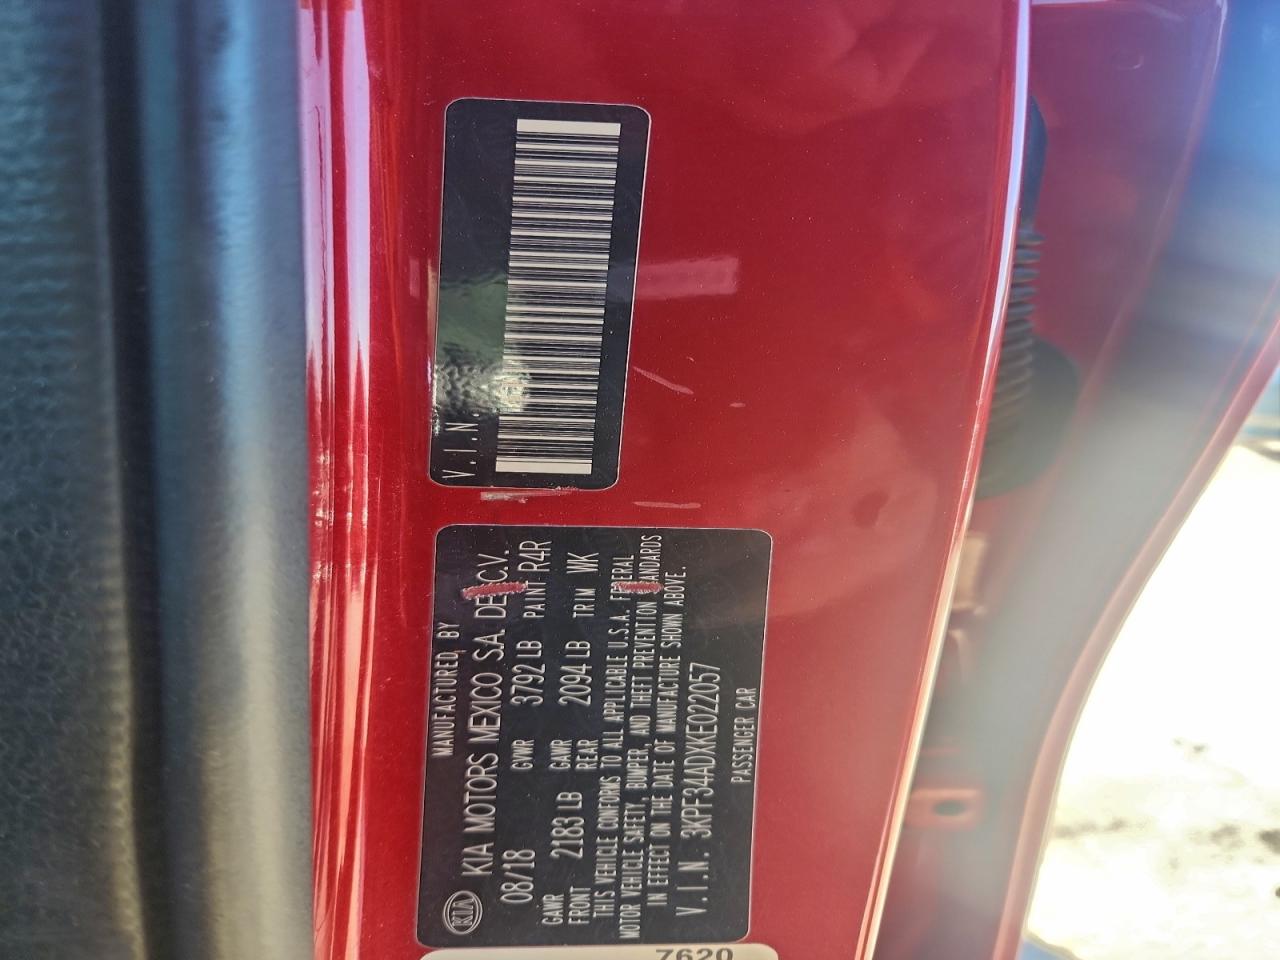 V.I.N.
MANUFACTURED BY
KIA
KIA MOTORS MEXICO S.A. DE C.V.
08/18 GVWR 3792 LB PAINT R4R
GAWR FRONT 2183 LB GAWR REAR 2094 LB TRIM WK
THIS VEHICLE CONFORMS TO ALL APPLICABLE U.S.A. FEDERAL
MOTOR VEHICLE SAFETY, BUMPER, AND THEFT PREVENTION STANDARDS
IN EFFECT ON THE DATE OF MANUFACTURE SHOWN ABOVE.
V.I.N. 3KPF34ADXKE022057
PASSENGER CAR
7620